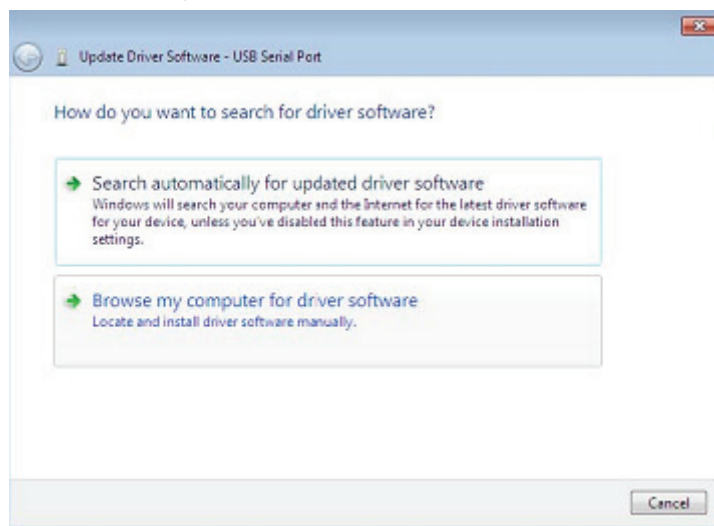 Update Driver Software - USB Serial Port
How do you want to search for driver software?
Search automatically for updated driver software
Windows will search your computer and the Internet for the latest driver software
for your device, unless you've disabled this feature in your device installation
settings.
Browse my computer for driver software
Locate and install driver software manually.
Cancel